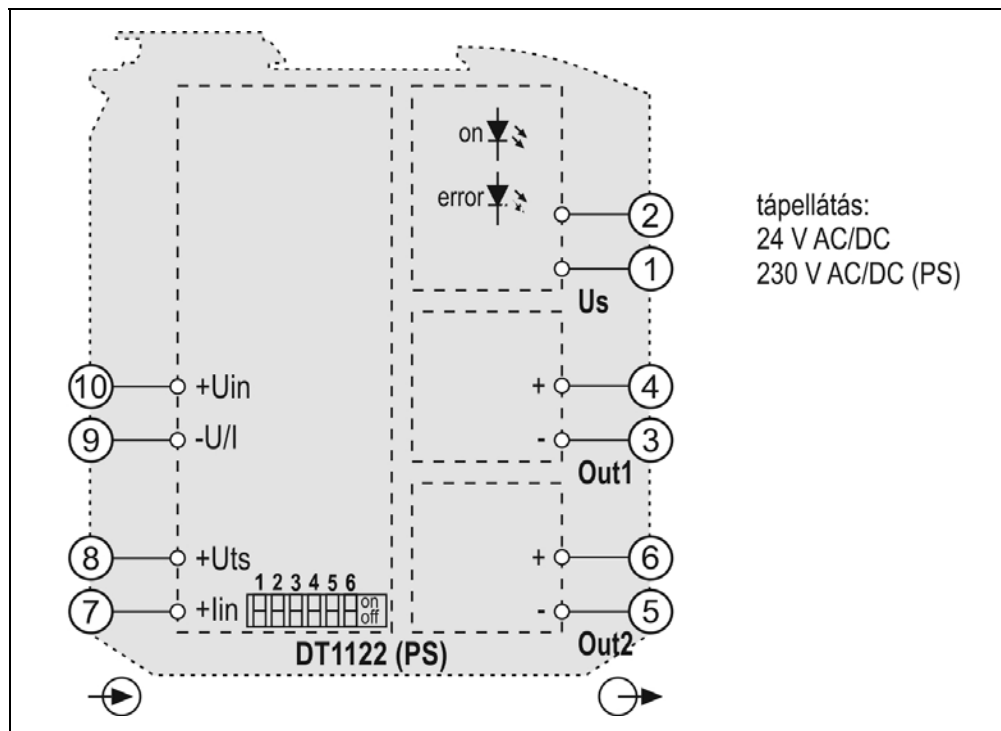 on
error
2
1
Us
tápellátás:
24 V AC/DC
230 V AC/DC (PS)
10 +Uin
9 -U/I
+ 4
- 3
Out1
8 +Uts
7 +Iin
1 2 3 4 5 6
on
off
+ 6
- 5
Out2
DT1122 (PS)